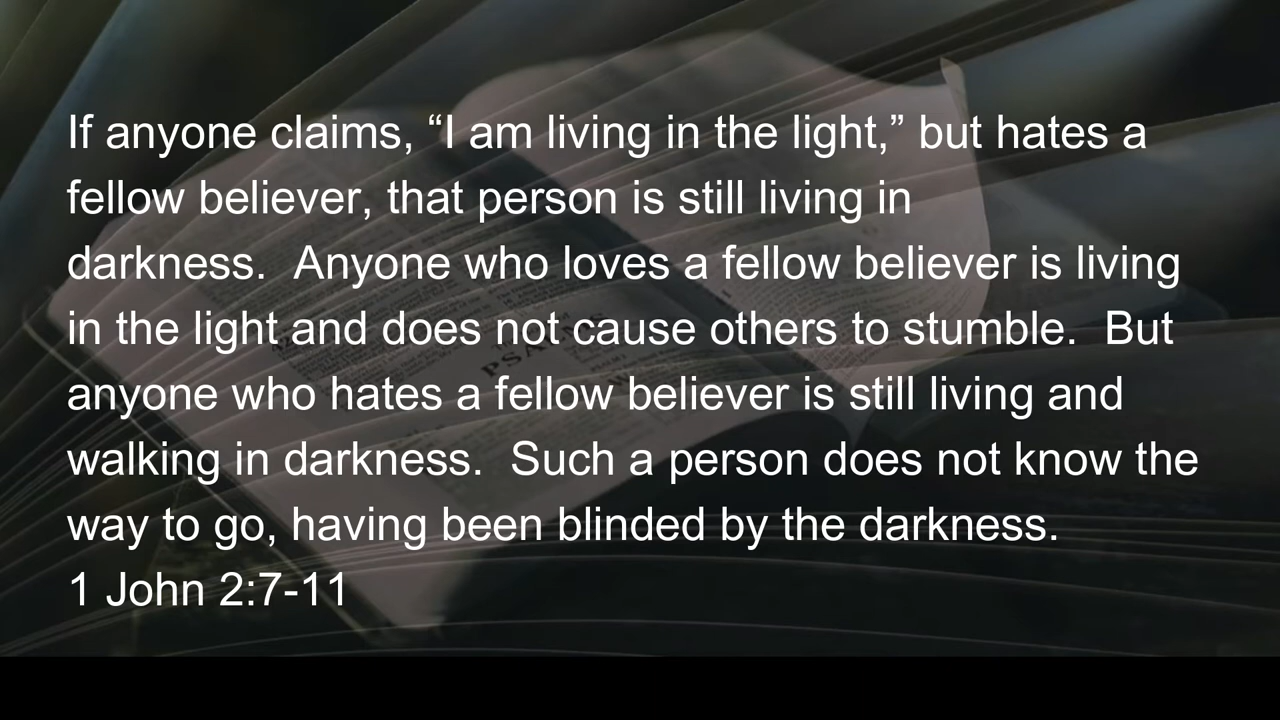 If anyone claims, “I am living in the light,” but hates a
fellow believer, that person is still living in
darkness.  Anyone who loves a fellow believer is living
in the light and does not cause others to stumble.  But
anyone who hates a fellow believer is still living and
walking in darkness.  Such a person does not know the
way to go, having been blinded by the darkness.
1 John 2:7-11
PSALMS